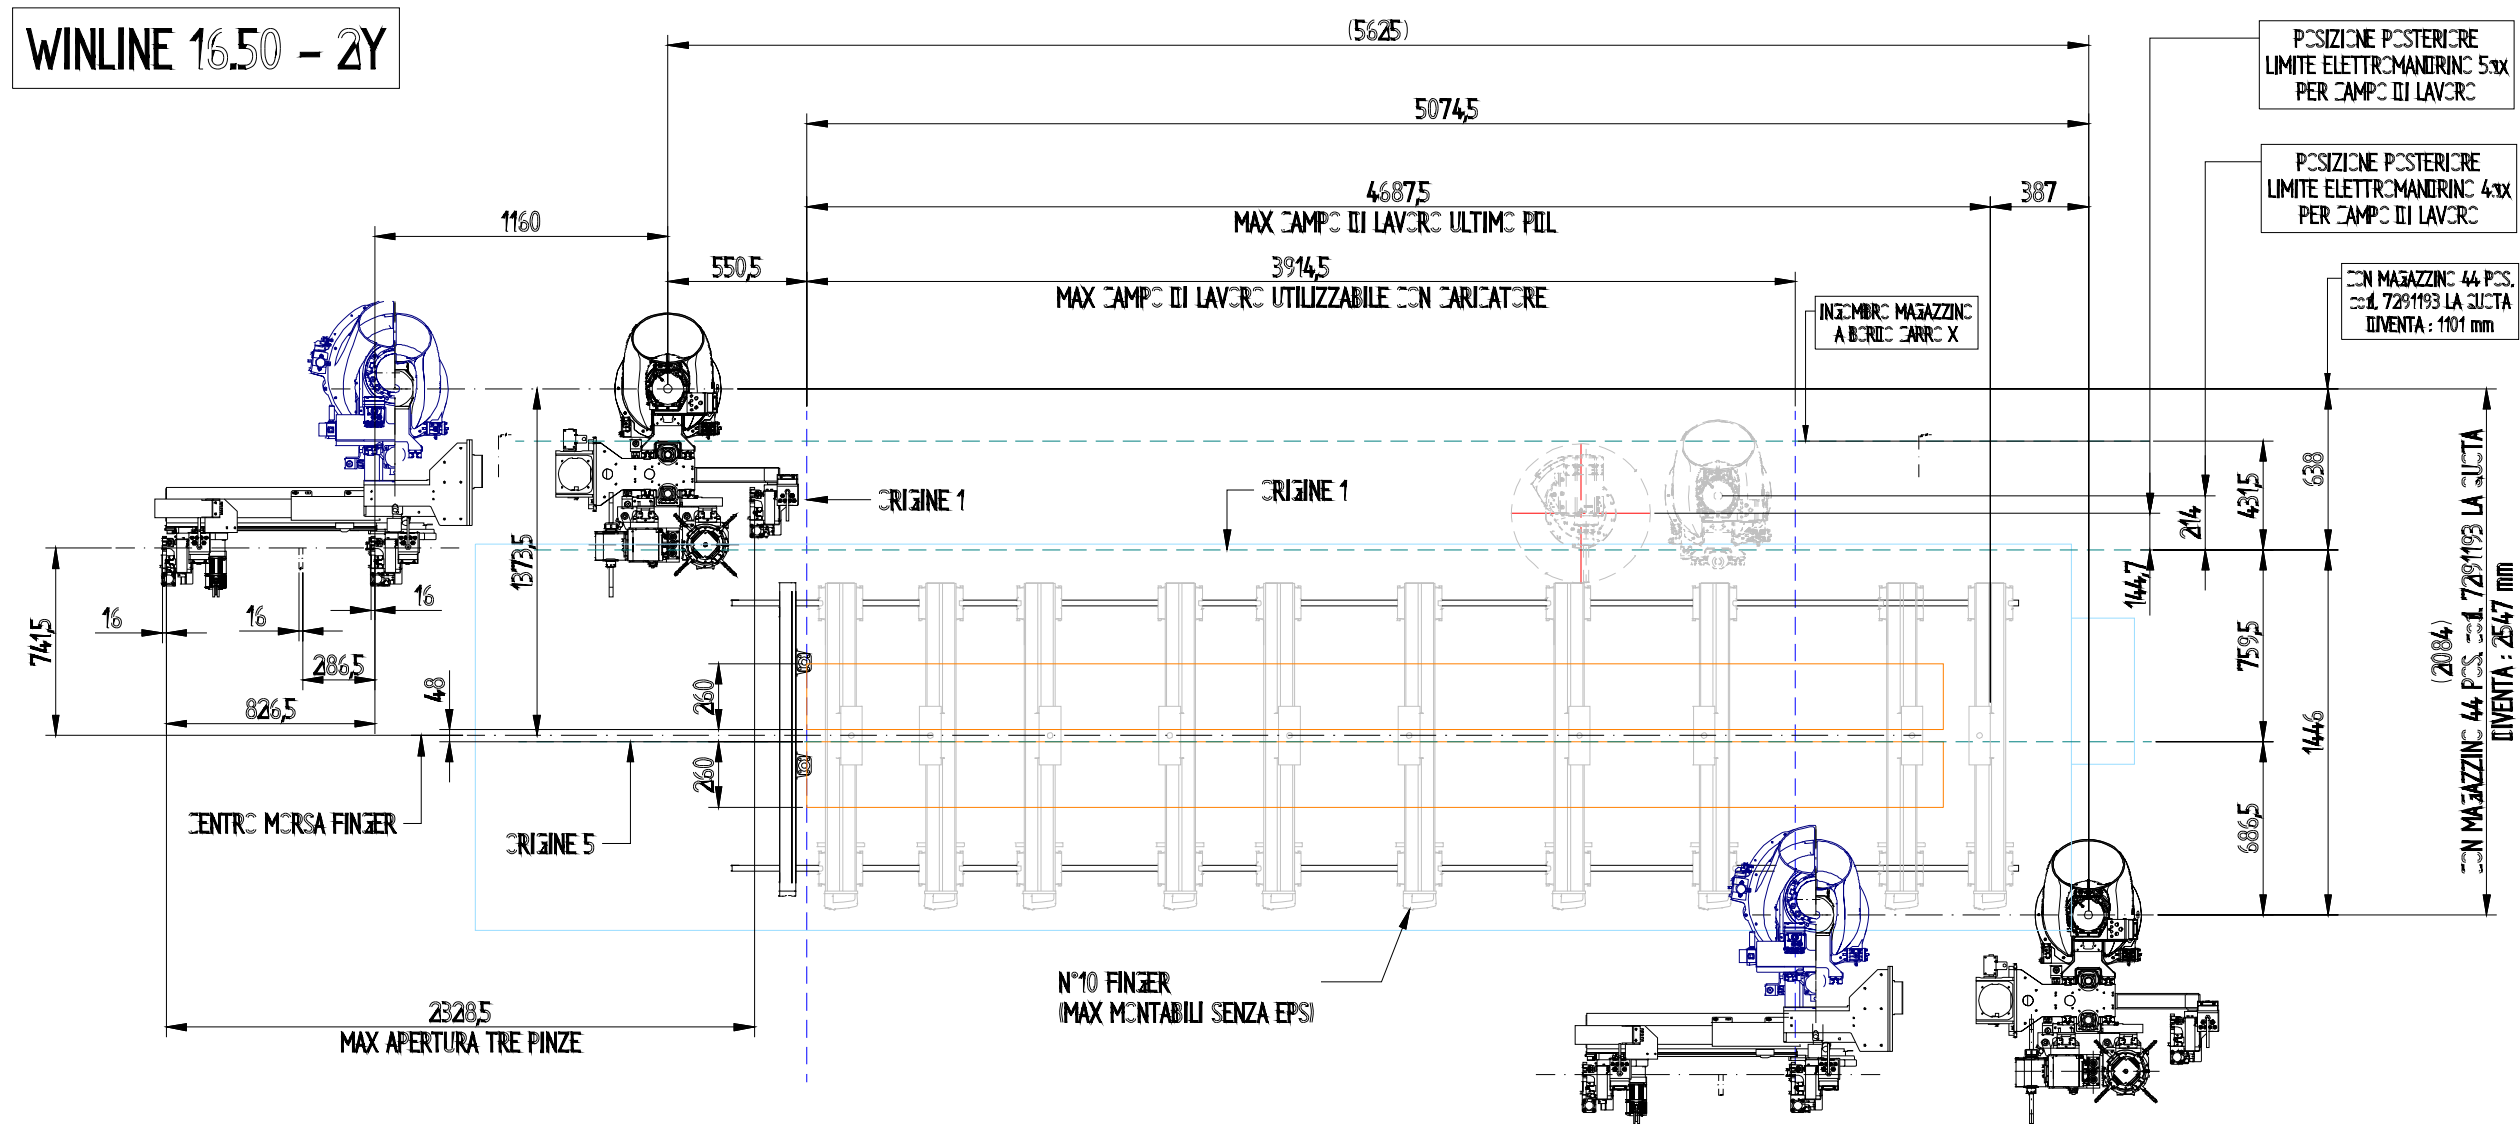 WINLINE 16.50 - 2Y
(5625)
5074,5
4687,5
MAX CAMPO DI LAVORO ULTIMO PDL
387
1160
550,5
3914,5
MAX CAMPO DI LAVORO UTILIZZABILE CON CARICATORE
POSIZIONE POSTERIORE
LIMITE ELETTROMANDRINO 5ax
PER CAMPO DI LAVORO
POSIZIONE POSTERIORE
LIMITE ELETTROMANDRINO 4ax
PER CAMPO DI LAVORO
CON MAGAZZINO 44 POS.
cod. 7291193 LA QUOTA
DIVENTA : 1101 mm
INGOMBRO MAGAZZINO
A BORDO CARRO X
ORIGINE 1
ORIGINE 1
1373,5
741,5
16
16
16
286,5
826,5
48
260
260
CENTRO MORSA FINGER
ORIGINE 5
2328,5
MAX APERTURA TRE PINZE
N°10 FINGER
(MAX MONTABILI SENZA EPS)
638
431,5
214
144,7
759,5
1446
686,5
(2084)
CON MAGAZZINO 44 POS. cod. 7291193 LA QUOTA
DIVENTA : 2547 mm